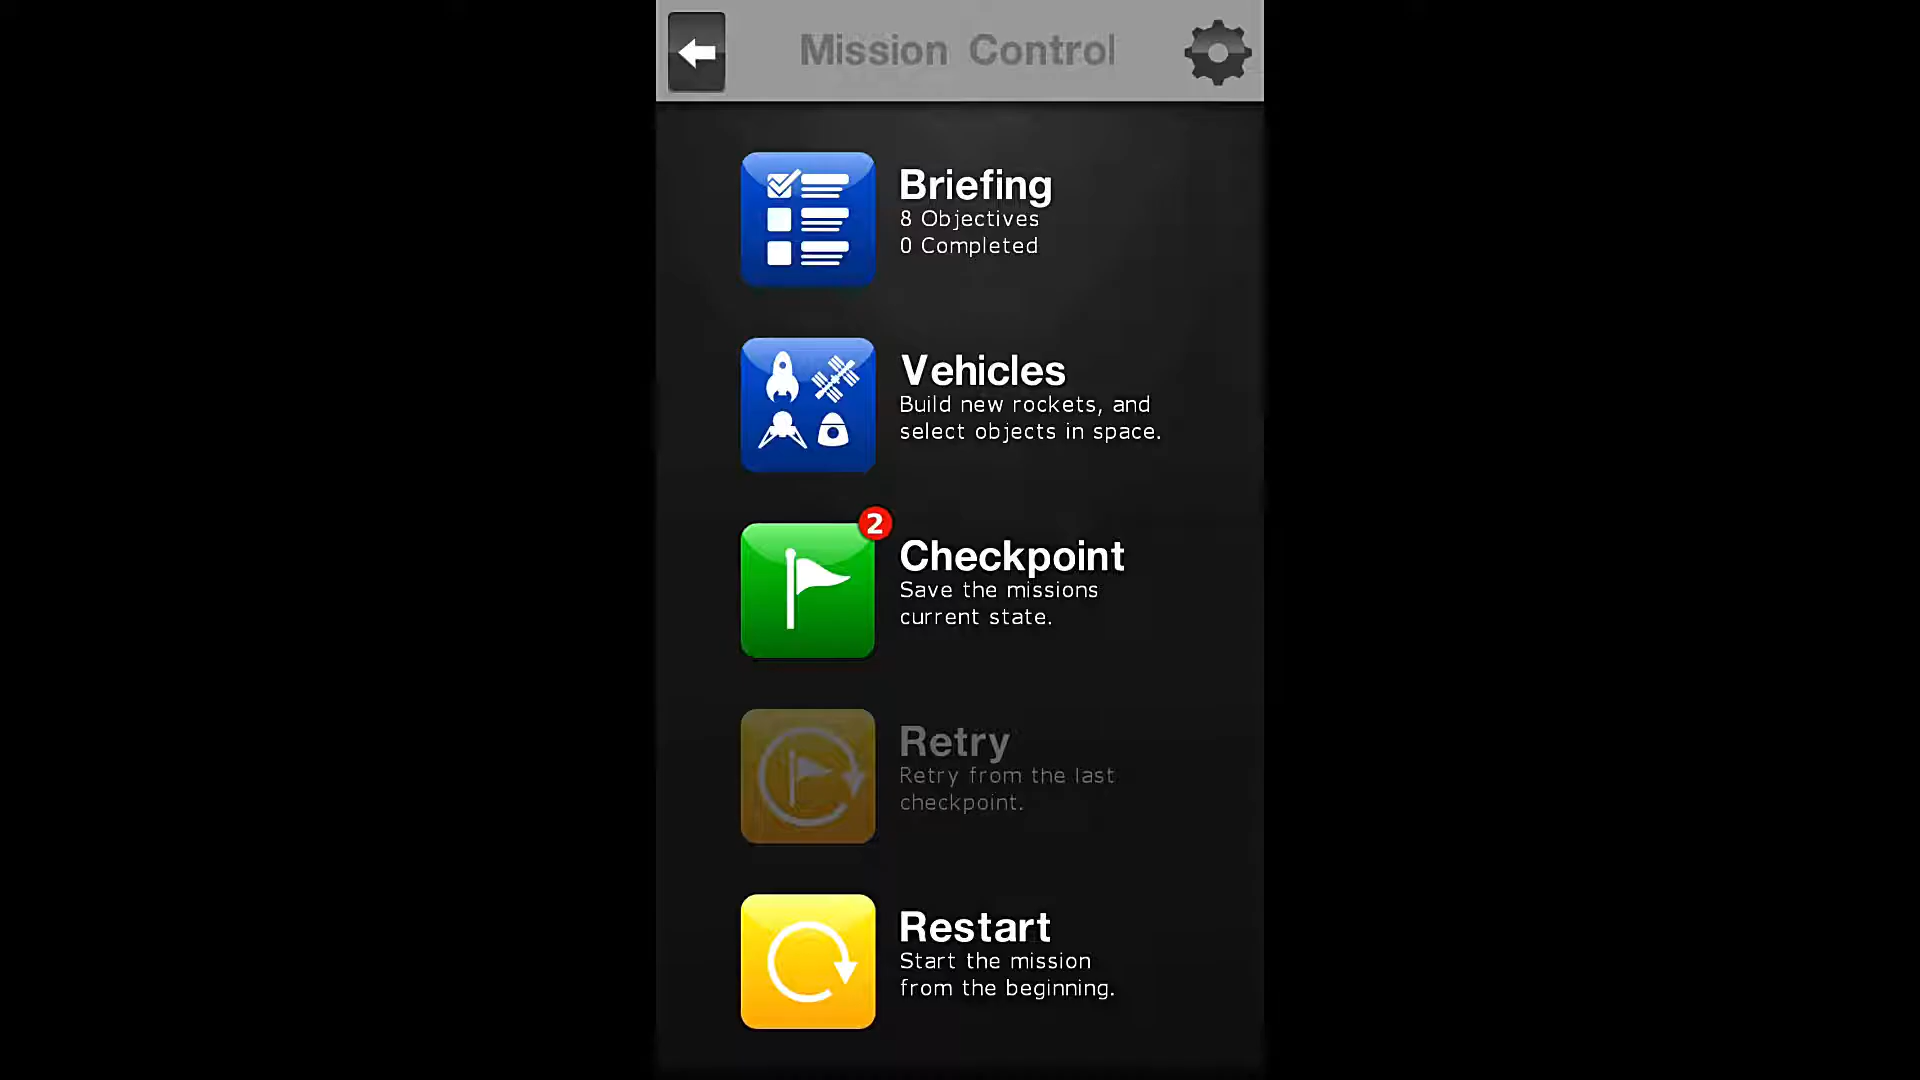 Mission Control
Briefing
8 Objectives
0 Completed
Vehicles
Build new rockets, and
select objects in space.
2
Checkpoint
Save the missions
current state.
Retry
Retry from the last
checkpoint.
Restart
Start the mission
from the beginning.